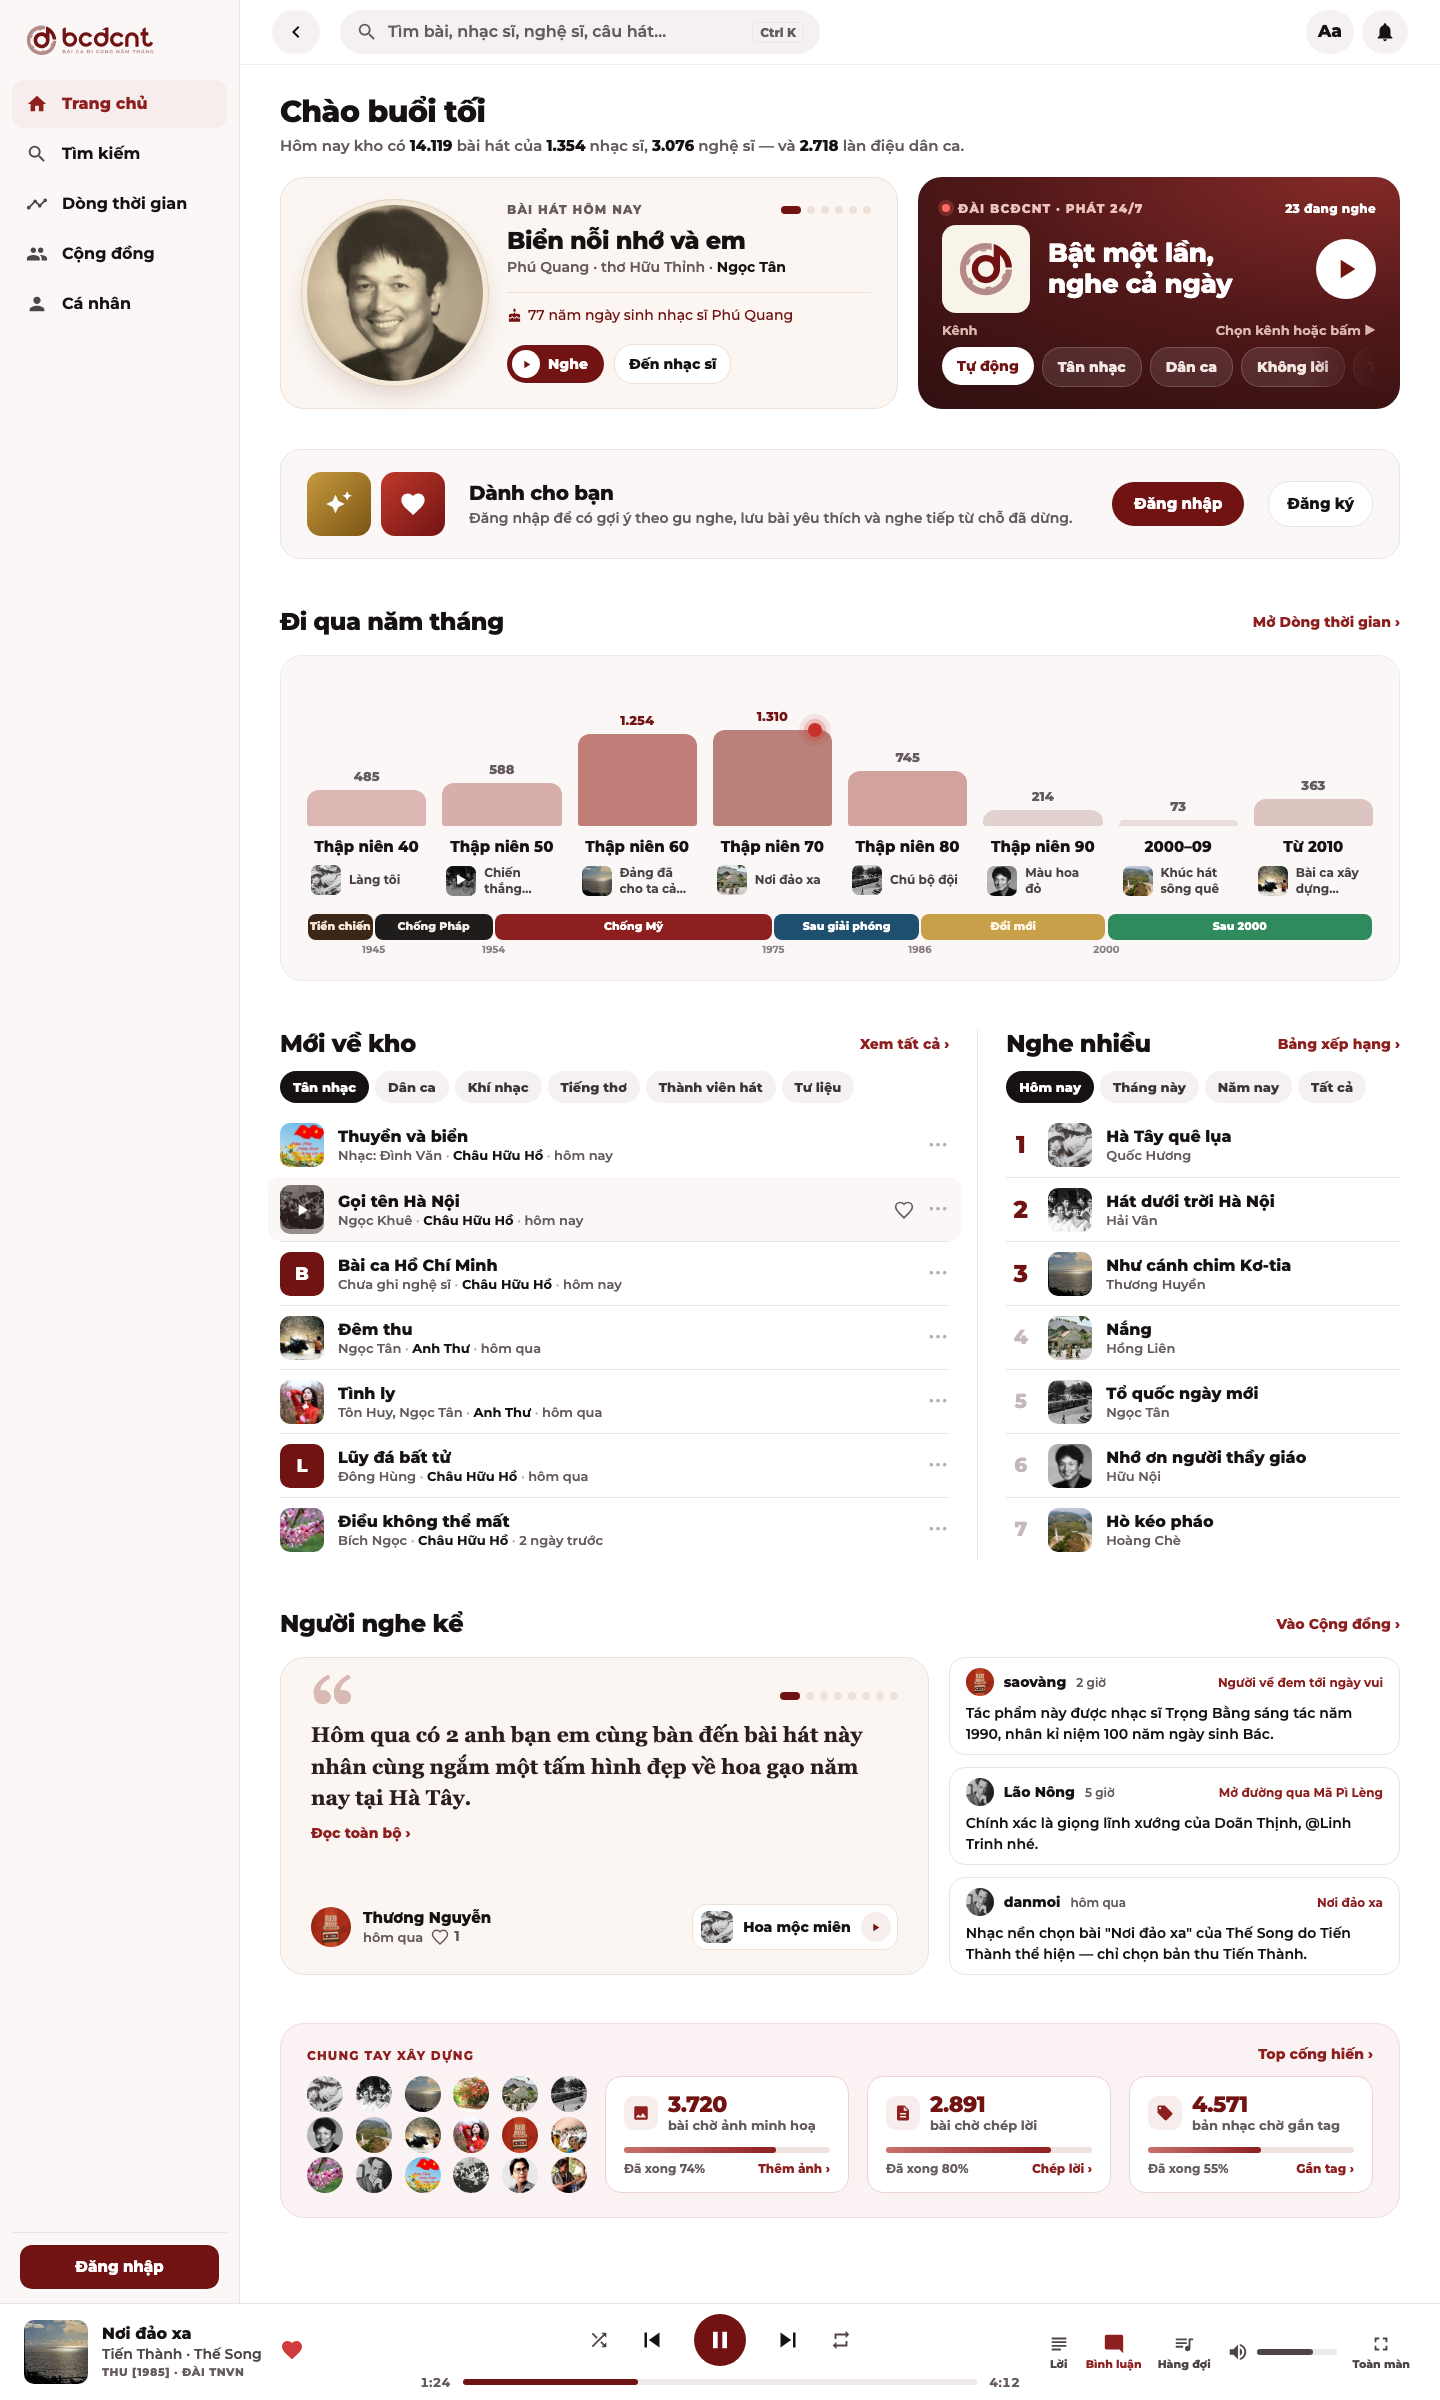 bcdcnt
BÀI CA ĐI CÙNG NĂM THÁNG
Trang chủ
Tìm kiếm
Dòng thời gian
Cộng đồng
Cá nhân
Đăng nhập
Tìm bài, nhạc sĩ, nghệ sĩ, câu hát...
Ctrl K
Aa
Chào buổi tối
Hôm nay kho có 14.119 bài hát của 1.354 nhạc sĩ, 3.076 nghệ sĩ — và 2.718 làn điệu dân ca.
BÀI HÁT HÔM NAY
Biển nỗi nhớ và em
Phú Quang · thơ Hữu Thỉnh · Ngọc Tân
77 năm ngày sinh nhạc sĩ Phú Quang
Nghe
Đến nhạc sĩ
ĐÀI BCĐCNT · PHÁT 24/7
23 đang nghe
Bật một lần,
nghe cả ngày
Kênh
Chọn kênh hoặc bấm ▶
Tự động
Tân nhạc
Dân ca
Không lời
Dành cho bạn
Đăng nhập để có gợi ý theo gu nghe, lưu bài yêu thích và nghe tiếp từ chỗ đã dừng.
Đăng nhập
Đăng ký
Đi qua năm tháng
Mở Dòng thời gian ›
485
588
1.254
1.310
745
214
73
363
Thập niên 40
Thập niên 50
Thập niên 60
Thập niên 70
Thập niên 80
Thập niên 90
2000–09
Từ 2010
Làng tôi
Chiến
thắng...
Đảng đã
cho ta cả...
Nơi đảo xa
Chú bộ đội
Màu hoa
đỏ
Khúc hát
sông quê
Bài ca xây
dựng...
Tiền chiến
Chống Pháp
Chống Mỹ
Sau giải phóng
Đổi mới
Sau 2000
1945
1954
1975
1986
2000
Mới về kho
Xem tất cả ›
Tân nhạc
Dân ca
Khí nhạc
Tiếng thơ
Thành viên hát
Tư liệu
Thuyền và biển
Nhạc: Đình Văn · Châu Hữu Hồ · hôm nay
Gọi tên Hà Nội
Ngọc Khuê · Châu Hữu Hồ · hôm nay
B
Bài ca Hồ Chí Minh
Chưa ghi nghệ sĩ · Châu Hữu Hồ · hôm nay
Đêm thu
Ngọc Tân · Anh Thư · hôm qua
Tình ly
Tôn Huy, Ngọc Tân · Anh Thư · hôm qua
L
Lũy đá bất tử
Đông Hùng · Châu Hữu Hồ · hôm qua
Điều không thể mất
Bích Ngọc · Châu Hữu Hồ · 2 ngày trước
Nghe nhiều
Bảng xếp hạng ›
Hôm nay
Tháng này
Năm nay
Tất cả
1
Hà Tây quê lụa
Quốc Hương
2
Hát dưới trời Hà Nội
Hải Vân
3
Như cánh chim Kơ-tia
Thương Huyền
4
Nắng
Hồng Liên
5
Tổ quốc ngày mới
Ngọc Tân
6
Nhớ ơn người thầy giáo
Hữu Nội
7
Hò kéo pháo
Hoàng Chè
Người nghe kể
Vào Cộng đồng ›
“
Hôm qua có 2 anh bạn em cùng bàn đến bài hát này
nhân cùng ngắm một tấm hình đẹp về hoa gạo năm
nay tại Hà Tây.
Đọc toàn bộ ›
Thương Nguyễn
hôm qua 1
Hoa mộc miên
saovàng 2 giờ
Người về đem tới ngày vui
Tác phẩm này được nhạc sĩ Trọng Bằng sáng tác năm
1990, nhân kỉ niệm 100 năm ngày sinh Bác.
Lão Nông 5 giờ
Mở đường qua Mã Pì Lèng
Chính xác là giọng lĩnh xướng của Doãn Thịnh, @Linh
Trinh nhé.
danmoi hôm qua
Nơi đảo xa
Nhạc nền chọn bài "Nơi đảo xa" của Thế Song do Tiến
Thành thể hiện — chỉ chọn bản thu Tiến Thành.
CHUNG TAY XÂY DỰNG
Top cống hiến ›
3.720
bài chờ ảnh minh hoạ
Đã xong 74%
Thêm ảnh ›
2.891
bài chờ chép lời
Đã xong 80%
Chép lời ›
4.571
bản nhạc chờ gắn tag
Đã xong 55%
Gắn tag ›
Nơi đảo xa
Tiến Thành · Thế Song
THU [1985] · ĐÀI TNVN
1:24
4:12
Lời
Bình luận
Hàng đợi
Toàn màn